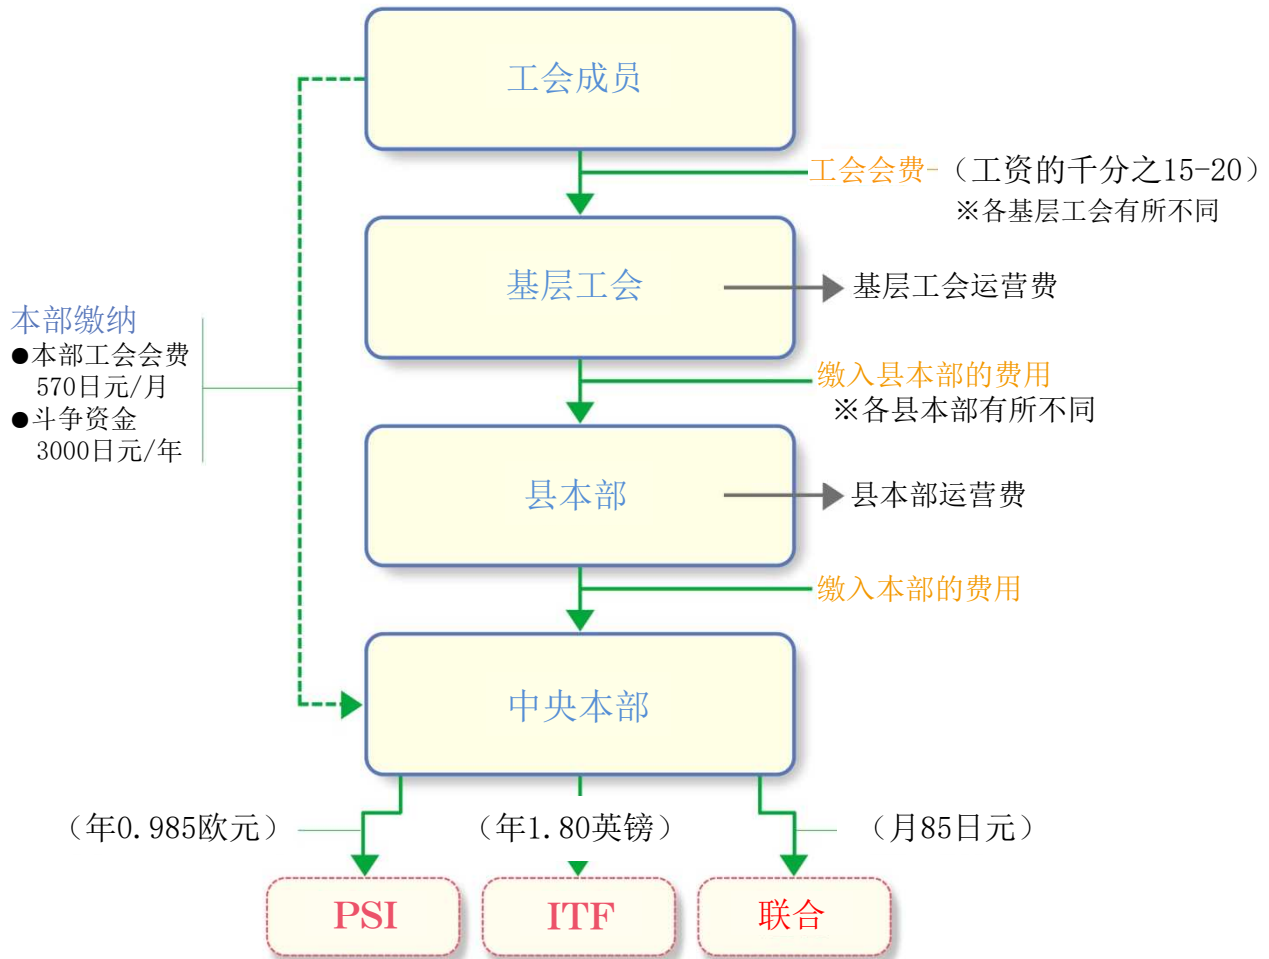 工会成员
工会会费-（工资的千分之15-20）
※各基层工会有所不同
基层工会
基层工会运营费
本部缴纳
●本部工会会费
570日元/月
●斗争资金
3000日元/年
缴入县本部的费用
※各县本部有所不同
县本部
县本部运营费
缴入本部的费用
中央本部
（年0.985欧元）
（年1.80英镑）
（月85日元）
PSI
ITF
联合